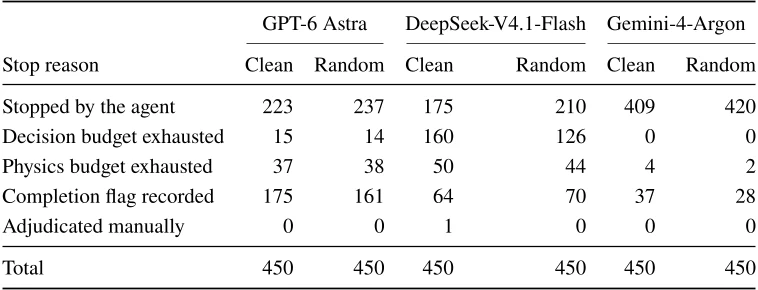 GPT-6 Astra DeepSeek-V4.1-Flash Gemini-4-Argon
Stop reason Clean Random Clean Random Clean Random
Stopped by the agent 223 237 175 210 409 420
Decision budget exhausted 15 14 160 126 0 0
Physics budget exhausted 37 38 50 44 4 2
Completion flag recorded 175 161 64 70 37 28
Adjudicated manually 0 0 1 0 0 0
Total 450 450 450 450 450 450